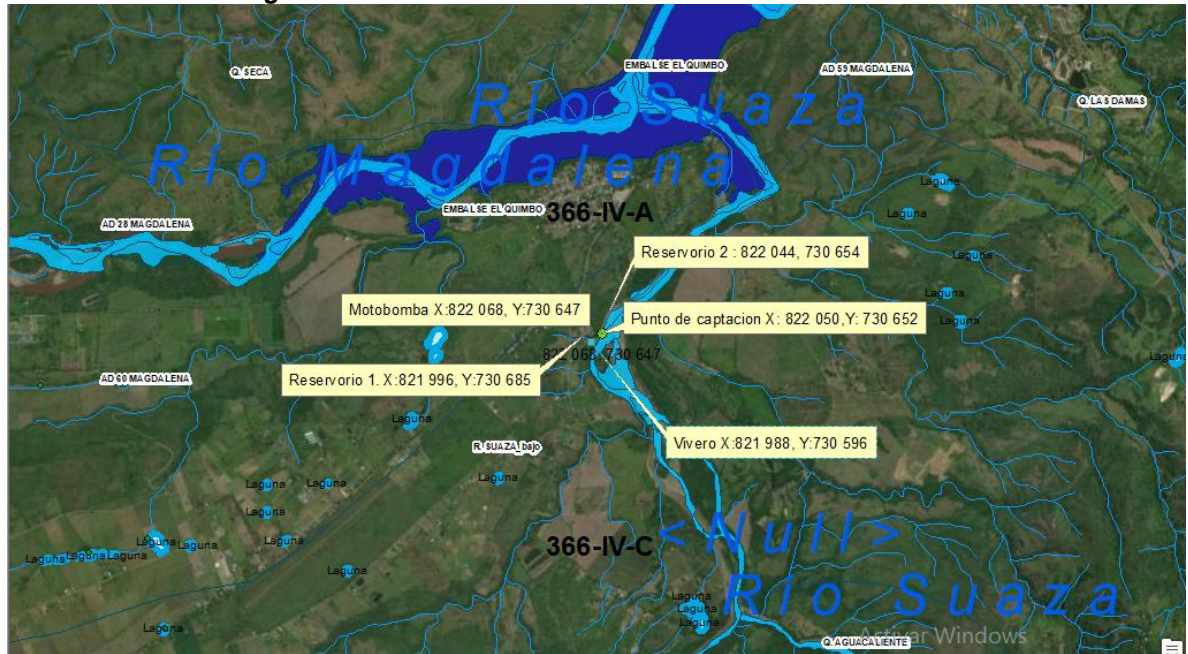 Q. SECA
EMBALSE EL QUIMBO
AD 59 MAGDALENA
Q. LAS DAMAS
Río Suaza
Río Magdalena
Laguna
Laguna
EMBALSE EL QUIMBO
366-IV-A
AD 28 MAGDALENA
Reservorio 2 : 822 044, 730 654
Laguna
Laguna
Motobomba X:822 068, Y:730 647
Punto de captacion X: 822 050,Y: 730 652
Laguna
822 068, 730 647
Laguna
AD 60 MAGDALENA
Reservorio 1. X:821 996, Y:730 685
Laguna
R. SUAZA_bajo
Vivero X:821 988, Y:730 596
Laguna
Laguna
Laguna
Laguna
Laguna
Laguna
Laguna
Laguna
Laguna
Laguna
366-IV-C
<Null>
Laguna
Río Suaza
Laguna
Laguna
Laguna
Laguna
Activar Windows
Q. AGUACALIENTE